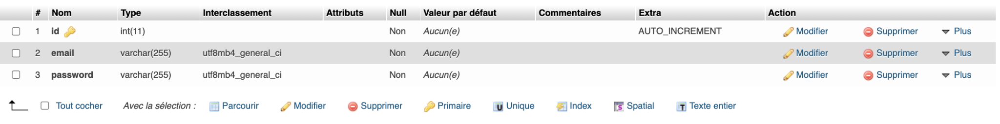 # Nom Type Interclassement Attributs Null Valeur par défaut Commentaires Extra Action
1 id int(11) Non Aucun(e) AUTO_INCREMENT Modifier Supprimer Plus
2 email varchar(255) utf8mb4_general_ci Non Aucun(e) Modifier Supprimer Plus
3 password varchar(255) utf8mb4_general_ci Non Aucun(e) Modifier Supprimer Plus
Tout cocher Avec la sélection : Parcourir Modifier Supprimer Primaire Unique Index Spatial Texte entier